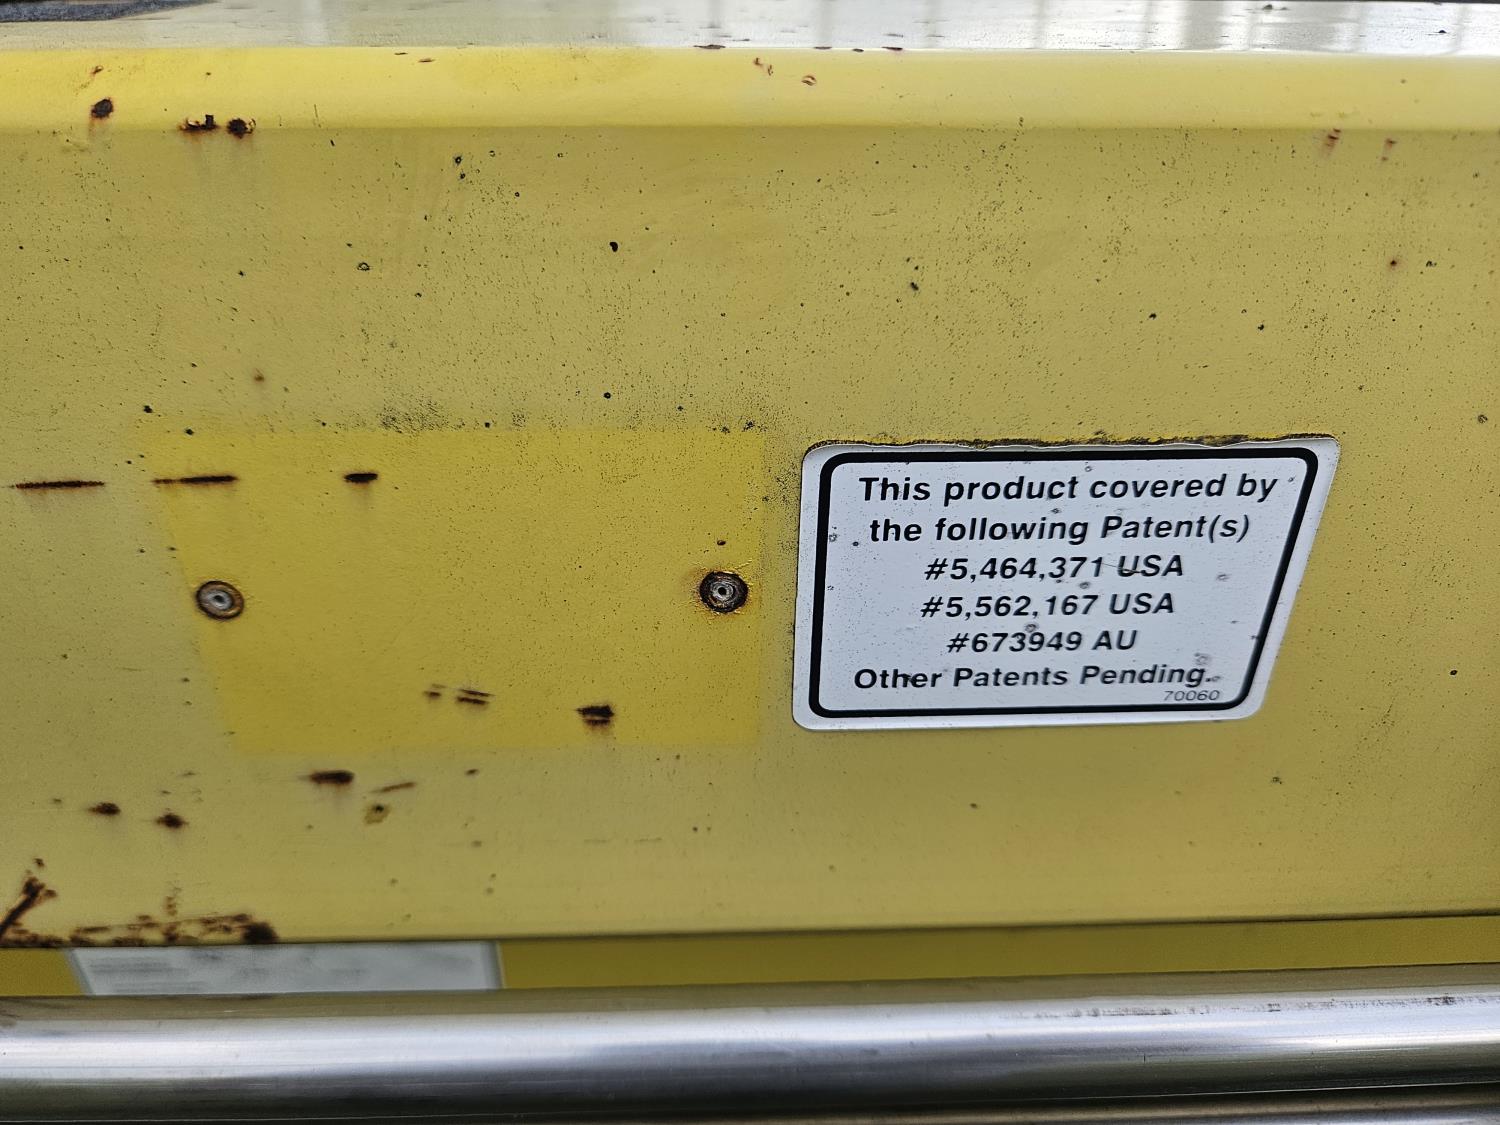 This product covered by
the following Patent(s)
#5,464,371 USA
#5,562,167 USA
#673949 AU
Other Patents Pending.
70060